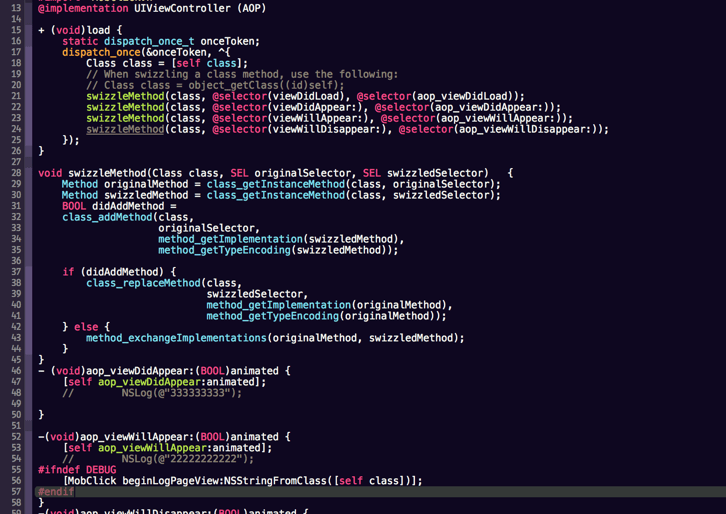 13 @implementation UIViewController (AOP)
14
15 + (void)load {
16     static dispatch_once_t onceToken;
17     dispatch_once(&onceToken, ^{
18         Class class = [self class];
19         // When swizzling a class method, use the following:
20         // Class class = object_getClass((id)self);
21         swizzleMethod(class, @selector(viewDidLoad), @selector(aop_viewDidLoad));
22         swizzleMethod(class, @selector(viewDidAppear:), @selector(aop_viewDidAppear:));
23         swizzleMethod(class, @selector(viewWillAppear:), @selector(aop_viewWillAppear:));
24         swizzleMethod(class, @selector(viewWillDisappear:), @selector(aop_viewWillDisappear:));
25     });
26 }
27
28 void swizzleMethod(Class class, SEL originalSelector, SEL swizzledSelector)   {
29     Method originalMethod = class_getInstanceMethod(class, originalSelector);
30     Method swizzledMethod = class_getInstanceMethod(class, swizzledSelector);
31     BOOL didAddMethod =
32     class_addMethod(class,
33                     originalSelector,
34                     method_getImplementation(swizzledMethod),
35                     method_getTypeEncoding(swizzledMethod));
36
37     if (didAddMethod) {
38         class_replaceMethod(class,
39                             swizzledSelector,
40                             method_getImplementation(originalMethod),
41                             method_getTypeEncoding(originalMethod));
42     } else {
43         method_exchangeImplementations(originalMethod, swizzledMethod);
44     }
45 }
46 - (void)aop_viewDidAppear:(BOOL)animated {
47     [self aop_viewDidAppear:animated];
48     //        NSLog(@"333333333");
49
50 }
51
52 -(void)aop_viewWillAppear:(BOOL)animated {
53     [self aop_viewWillAppear:animated];
54     //        NSLog(@"22222222222");
55 #ifndef DEBUG
56     [MobClick beginLogPageView:NSStringFromClass([self class])];
57 #endif
58 }
59 -(void)aop_viewWillDisappear:(BOOL)animated {